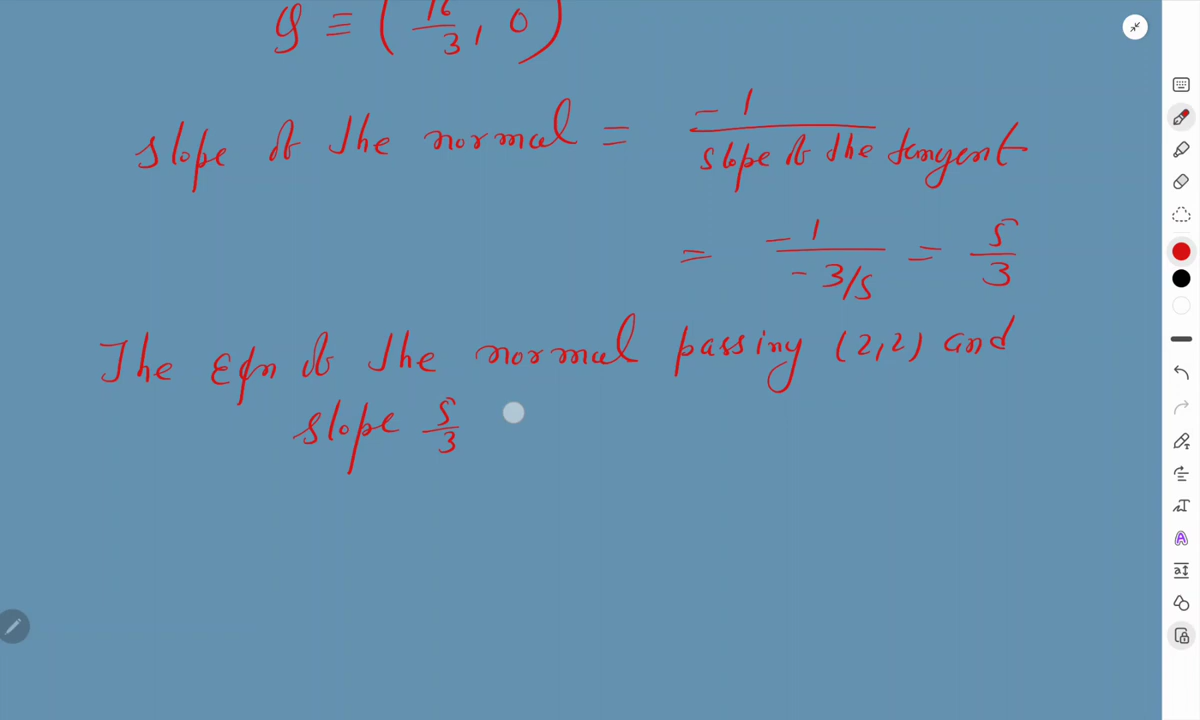 g ≡ ( 16/3 , 0 )
slope of the normal = -1 / slope of the tangent
= -1 / -3/5 = 5/3
The Eqn of the normal passing (2,2) and
slope 5/3